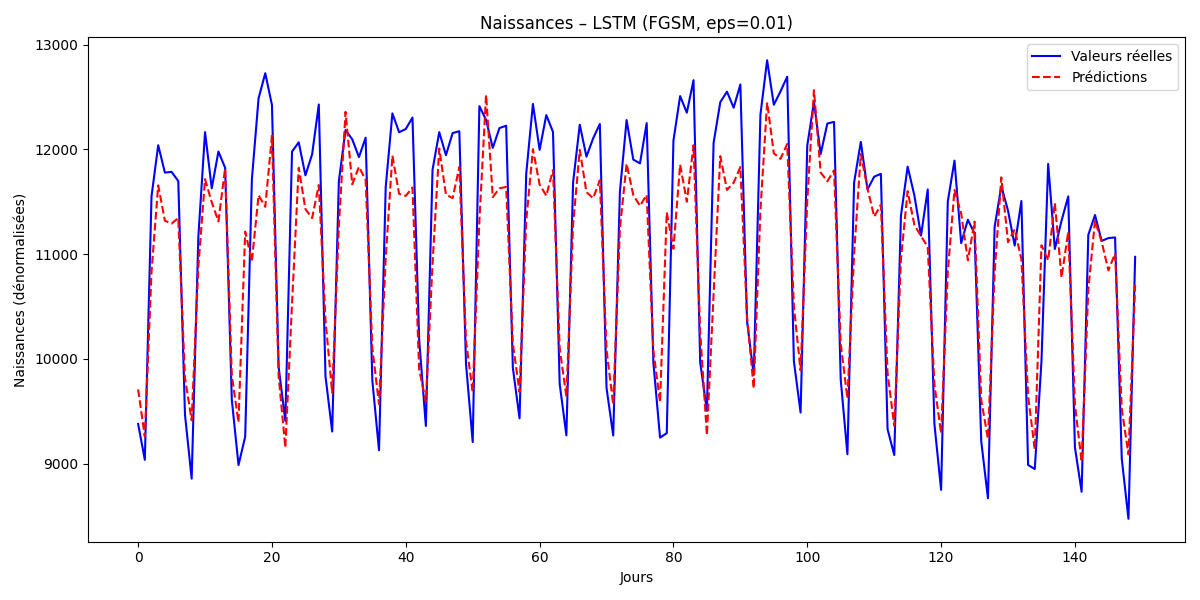 Naissances – LSTM (FGSM, eps=0.01)
Valeurs réelles
Prédictions
Naissances (dénormalisées)
13000
12000
11000
10000
9000
0 20 40 60 80 100 120 140
Jours